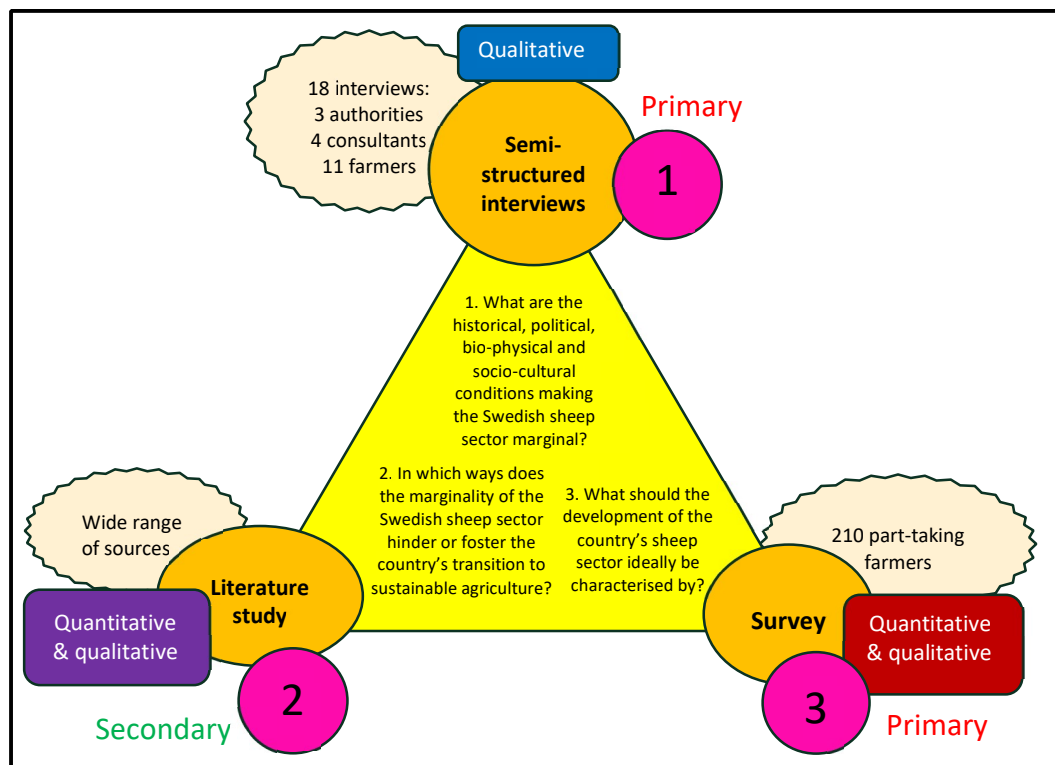 Qualitative
18 interviews:
3 authorities
4 consultants
11 farmers
Primary
Semi-
structured
interviews
1
1. What are the
historical, political,
bio-physical and
socio-cultural
conditions making
the Swedish sheep
sector marginal?
2. In which ways does
the marginality of the
Swedish sheep sector
hinder or foster the
country's transition to
sustainable agriculture?
3. What should the
development of the
country's sheep
sector ideally be
characterised by?
Wide range
of sources
Literature
study
Quantitative
& qualitative
2
Secondary
210 part-taking
farmers
Survey
Quantitative
& qualitative
3
Primary